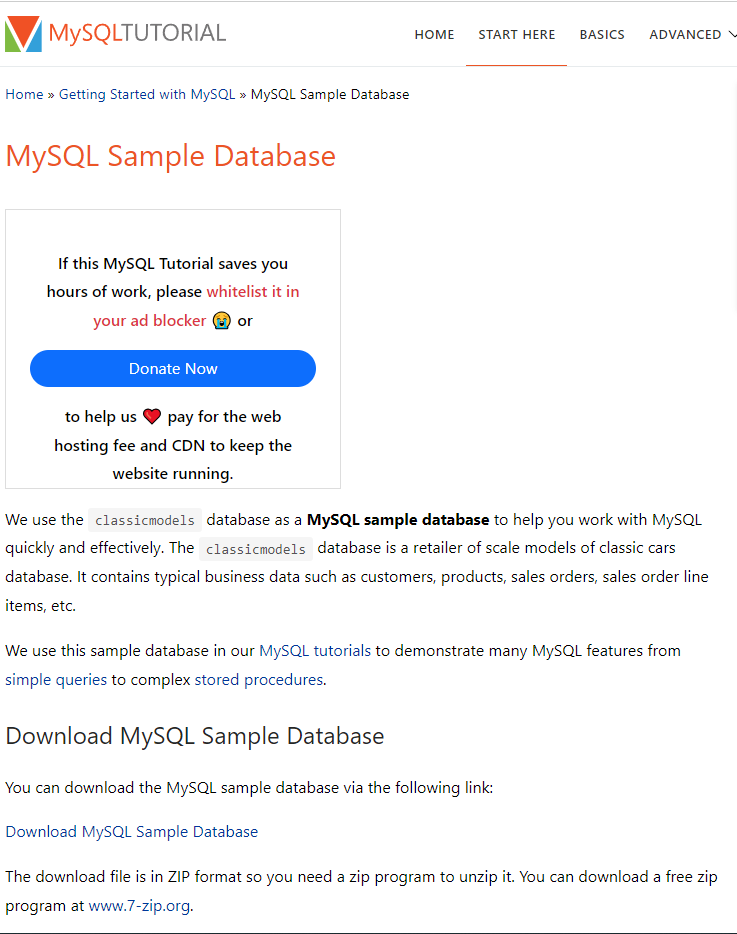 MySQLTUTORIAL
HOME START HERE BASICS ADVANCED
Home » Getting Started with MySQL » MySQL Sample Database
MySQL Sample Database
If this MySQL Tutorial saves you
hours of work, please whitelist it in
your ad blocker 😭 or
Donate Now
to help us ❤️ pay for the web
hosting fee and CDN to keep the
website running.
We use the classicmodels database as a MySQL sample database to help you work with MySQL
quickly and effectively. The classicmodels database is a retailer of scale models of classic cars
database. It contains typical business data such as customers, products, sales orders, sales order line
items, etc.
We use this sample database in our MySQL tutorials to demonstrate many MySQL features from
simple queries to complex stored procedures.
Download MySQL Sample Database
You can download the MySQL sample database via the following link:
Download MySQL Sample Database
The download file is in ZIP format so you need a zip program to unzip it. You can download a free zip
program at www.7-zip.org.